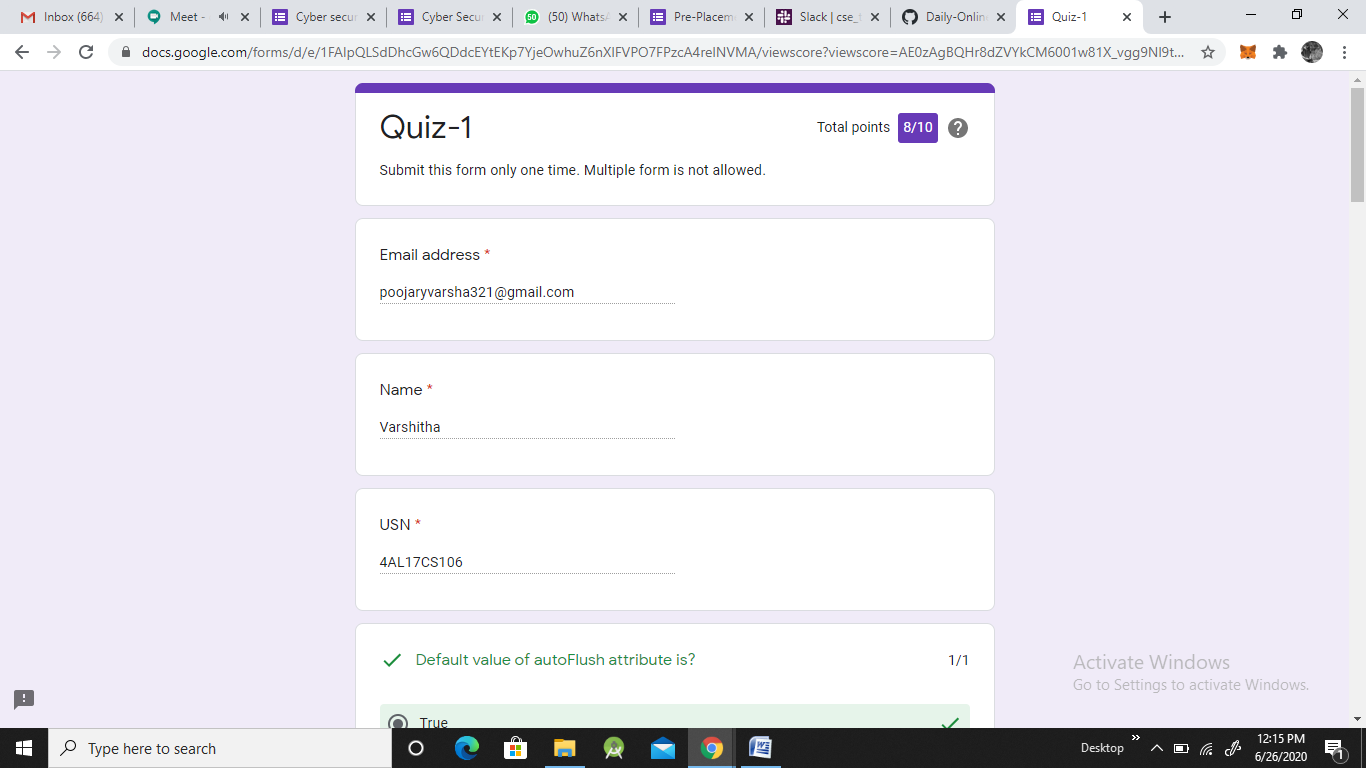 Inbox (664)
Meet -
Cyber secur
Cyber Secu
(50) Whats
Pre-Placem
Slack | cse_t
Daily-Onlin
Quiz-1
docs.google.com/forms/d/e/1FAIpQLSdDhcGw6QDdcEYtEKp7YjeOwhuZ6nXIFVPO7FPzcA4reINVMA/viewscore?viewscore=AE0zAgBQHr8dZVYkCM6001w81X_vgg9NI9t...
Quiz-1
Total points 8/10
Submit this form only one time. Multiple form is not allowed.
Email address *
poojaryvarsha321@gmail.com
Name *
Varshitha
USN *
4AL17CS106
Default value of autoFlush attribute is?
1/1
True
Activate Windows
Go to Settings to activate Windows.
Type here to search
Desktop
12:15 PM
6/26/2020
1